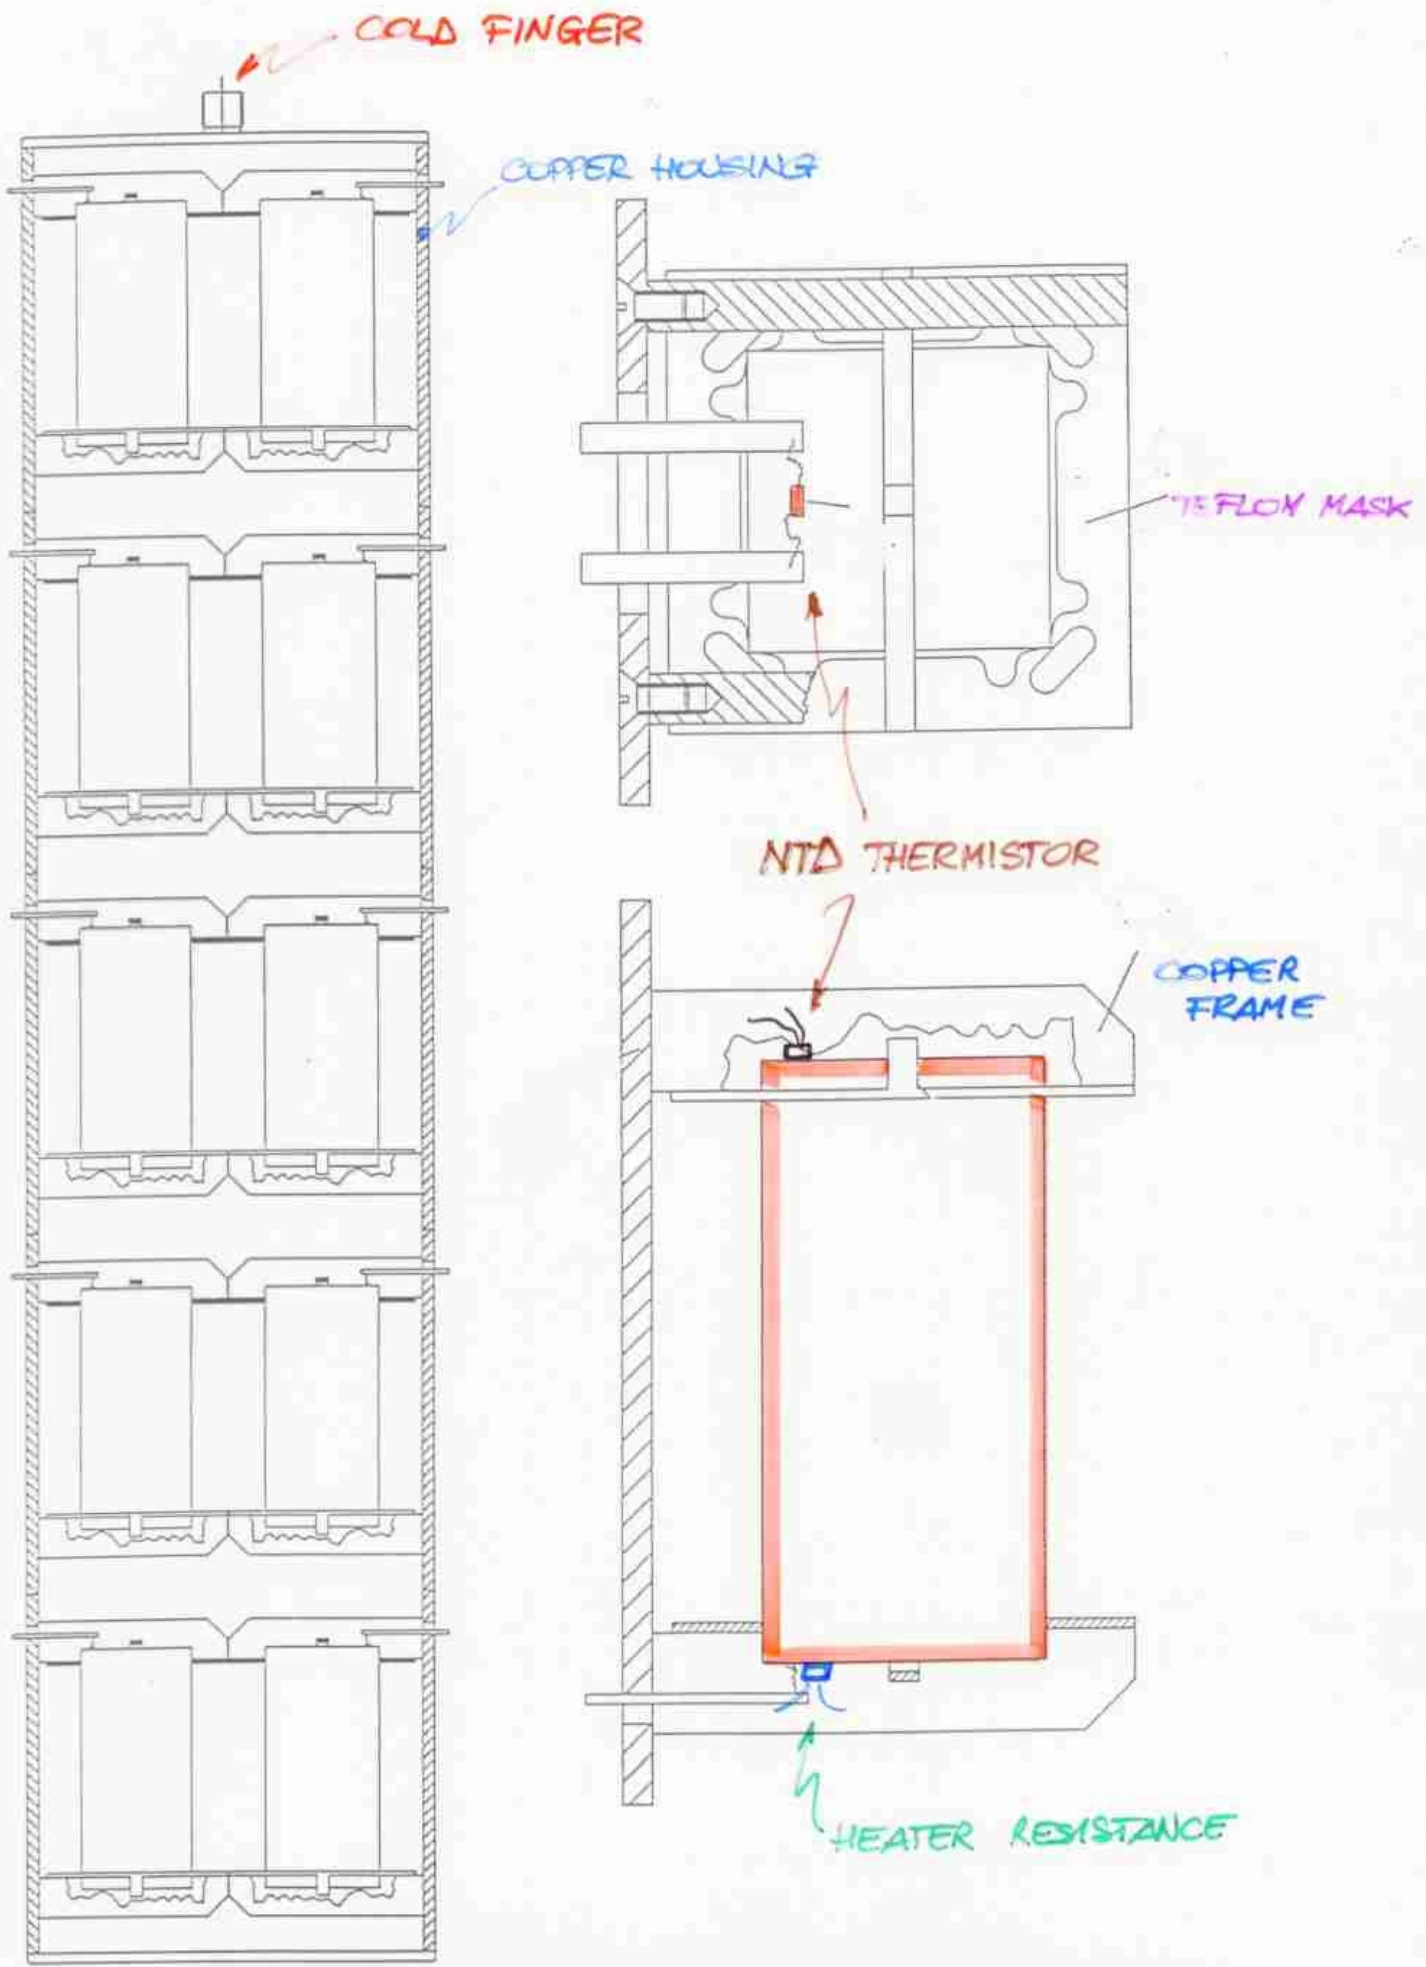 COLD FINGER
COPPER HOUSING
TEFLON MASK
NTD THERMISTOR
COPPER
FRAME
HEATER RESISTANCE